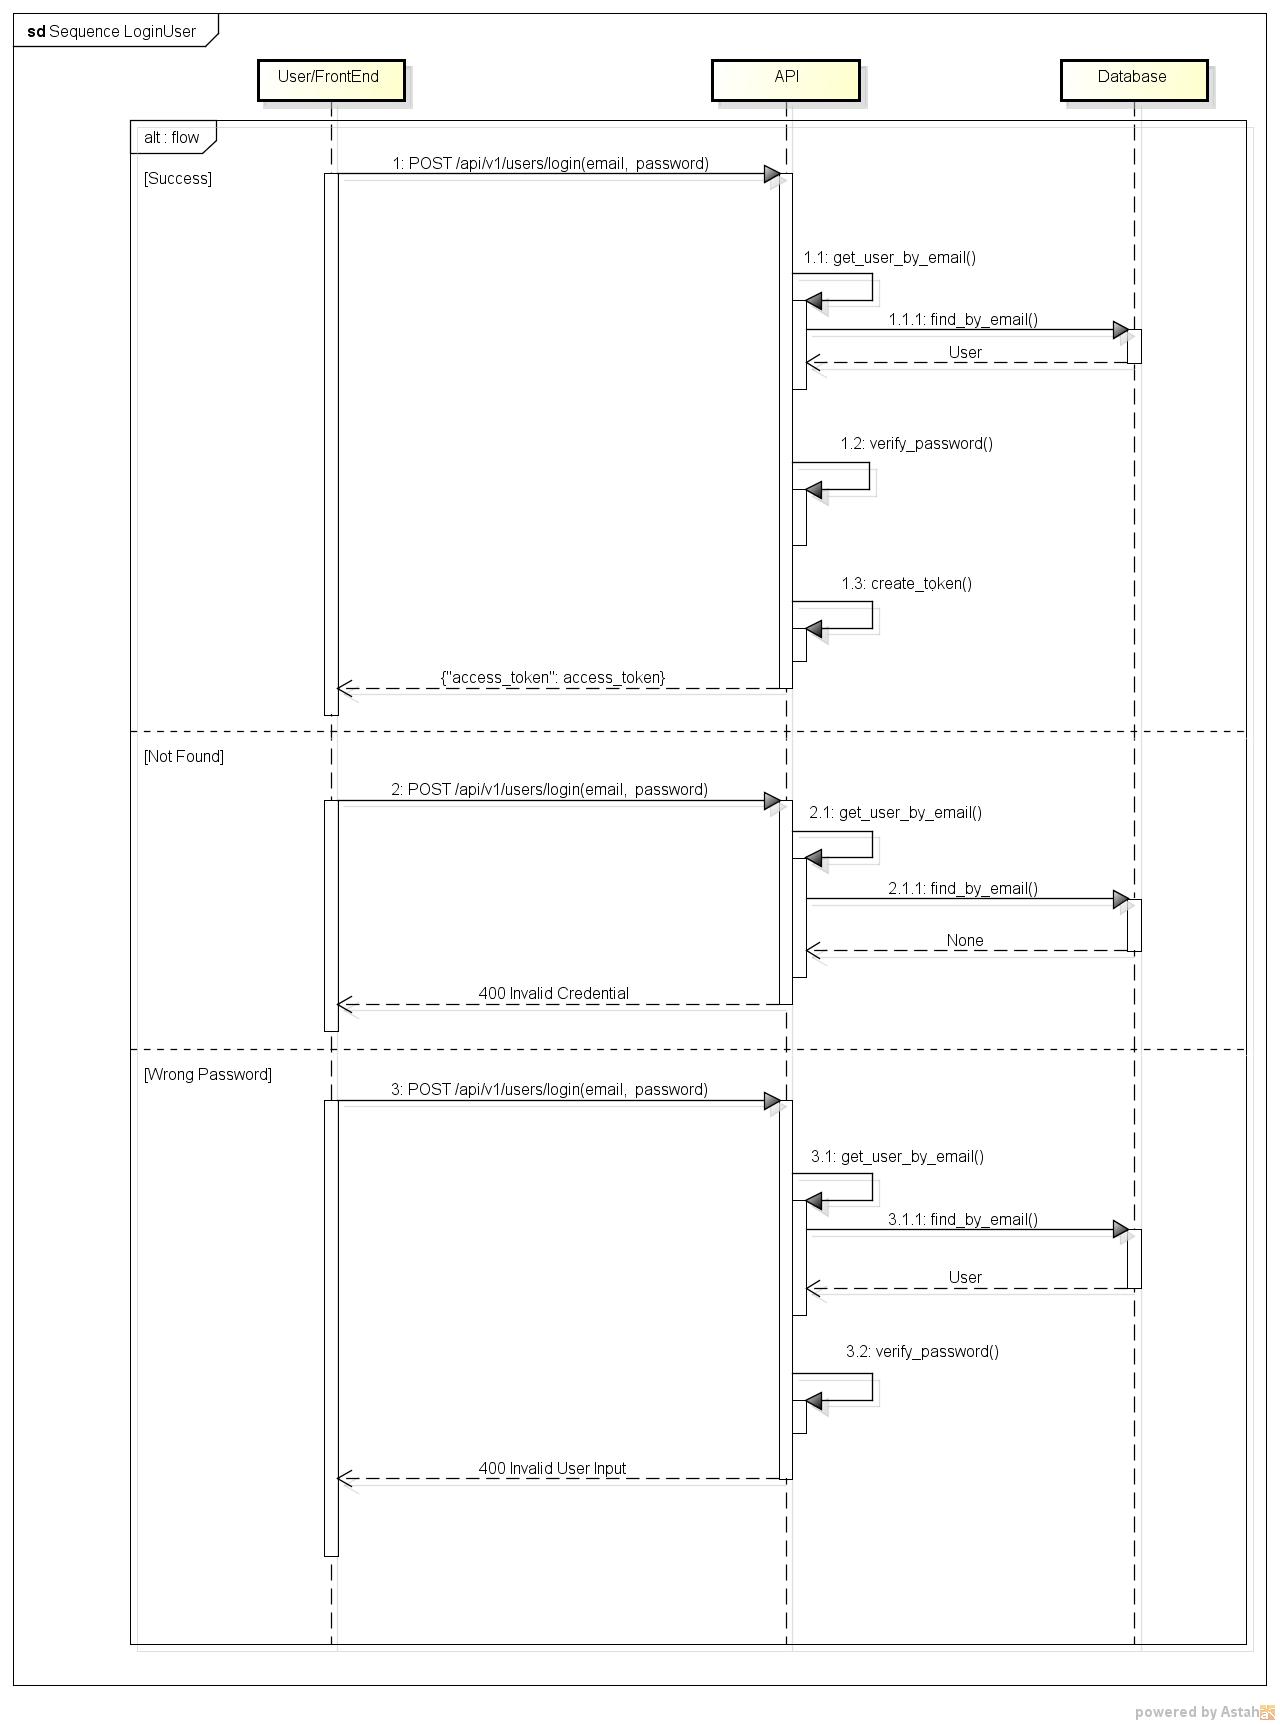 sd Sequence LoginUser
User/FrontEnd
API
Database
alt : flow
[Success]
1: POST /api/v1/users/login(email, password)
1.1: get_user_by_email()
1.1.1: find_by_email()
User
1.2: verify_password()
1.3: create_token()
{"access_token": access_token}
[Not Found]
2: POST /api/v1/users/login(email, password)
2.1: get_user_by_email()
2.1.1: find_by_email()
None
400 Invalid Credential
[Wrong Password]
3: POST /api/v1/users/login(email, password)
3.1: get_user_by_email()
3.1.1: find_by_email()
User
3.2: verify_password()
400 Invalid User Input
powered by Astah